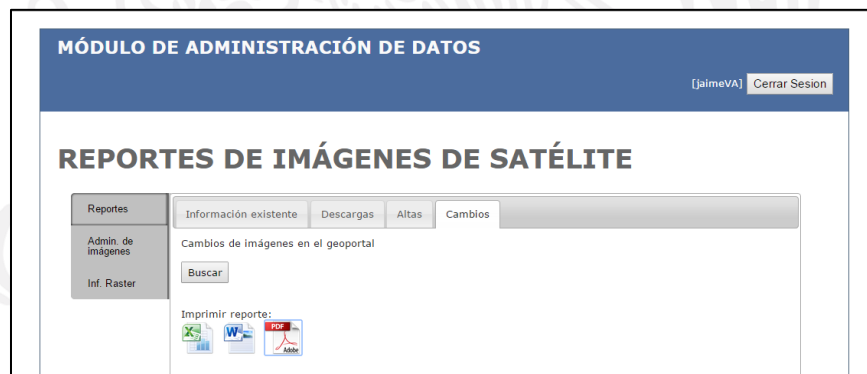 MÓDULO DE ADMINISTRACIÓN DE DATOS
[jaimeVA] Cerrar Sesion
REPORTES DE IMÁGENES DE SATÉLITE
Reportes
Admin. de
imágenes
Inf. Raster
Información existente Descargas Altas Cambios
Cambios de imágenes en el geoportal
Buscar
Imprimir reporte:
X W PDF
Adobe